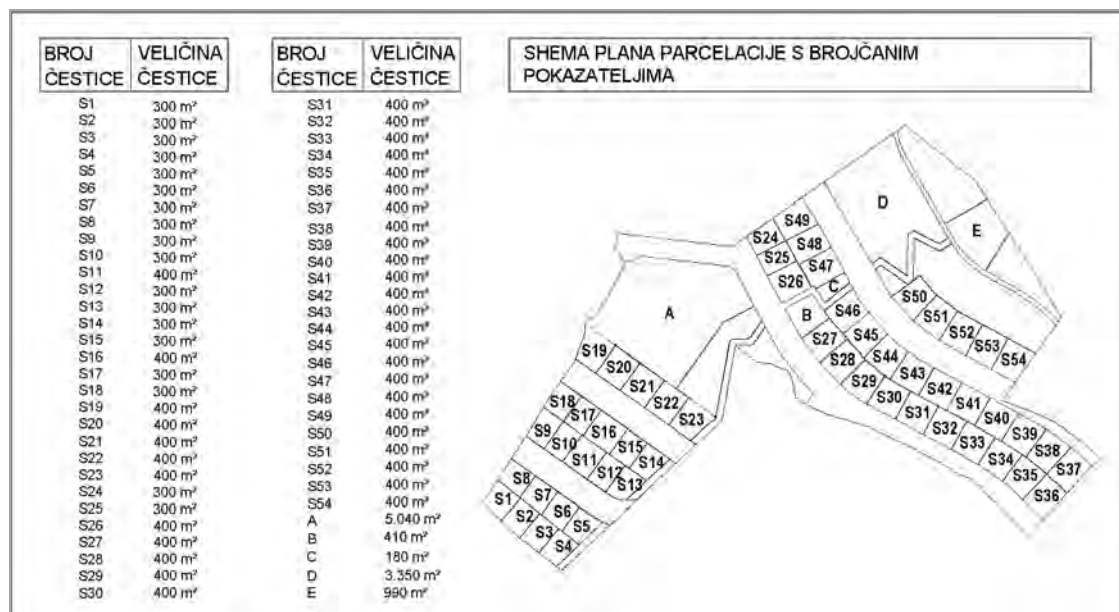 BROJ ČESTICE VELIČINA ČESTICE
S1 300 m²
S2 300 m²
S3 300 m²
S4 300 m²
S5 300 m²
S6 300 m²
S7 300 m²
S8 300 m²
S9 300 m²
S10 300 m²
S11 400 m²
S12 300 m²
S13 300 m²
S14 300 m²
S15 300 m²
S16 400 m²
S17 300 m²
S18 300 m²
S19 400 m²
S20 400 m²
S21 400 m²
S22 400 m²
S23 400 m²
S24 300 m²
S25 300 m²
S26 400 m²
S27 400 m²
S28 400 m²
S29 400 m²
S30 400 m²
BROJ ČESTICE VELIČINA ČESTICE
S31 400 m²
S32 400 m²
S33 400 m²
S34 400 m²
S35 400 m²
S36 400 m²
S37 400 m²
S38 400 m²
S39 400 m²
S40 400 m²
S41 400 m²
S42 400 m²
S43 400 m²
S44 400 m²
S45 400 m²
S46 400 m²
S47 400 m²
S48 400 m²
S49 400 m²
S50 400 m²
S51 400 m²
S52 400 m²
S53 400 m²
S54 400 m²
A 5.040 m²
B 410 m²
C 180 m²
D 3.350 m²
E 990 m²
SHEMA PLANA PARCELACIJE S BROJČANIM
POKAZATELJIMA
D
E
S49
S24
S48
S25
S47
S26
C
S50
S46
B
A
S51
S27
S45
S52
S53
S54
S19
S20
S28
S44
S43
S21
S29
S42
S22
S30
S41
S23
S31
S40
S18
S17
S32
S39
S9
S16
S33
S38
S10
S15
S34
S37
S11
S14
S35
S12
S13
S36
S8
S7
S1
S6
S2
S5
S3
S4